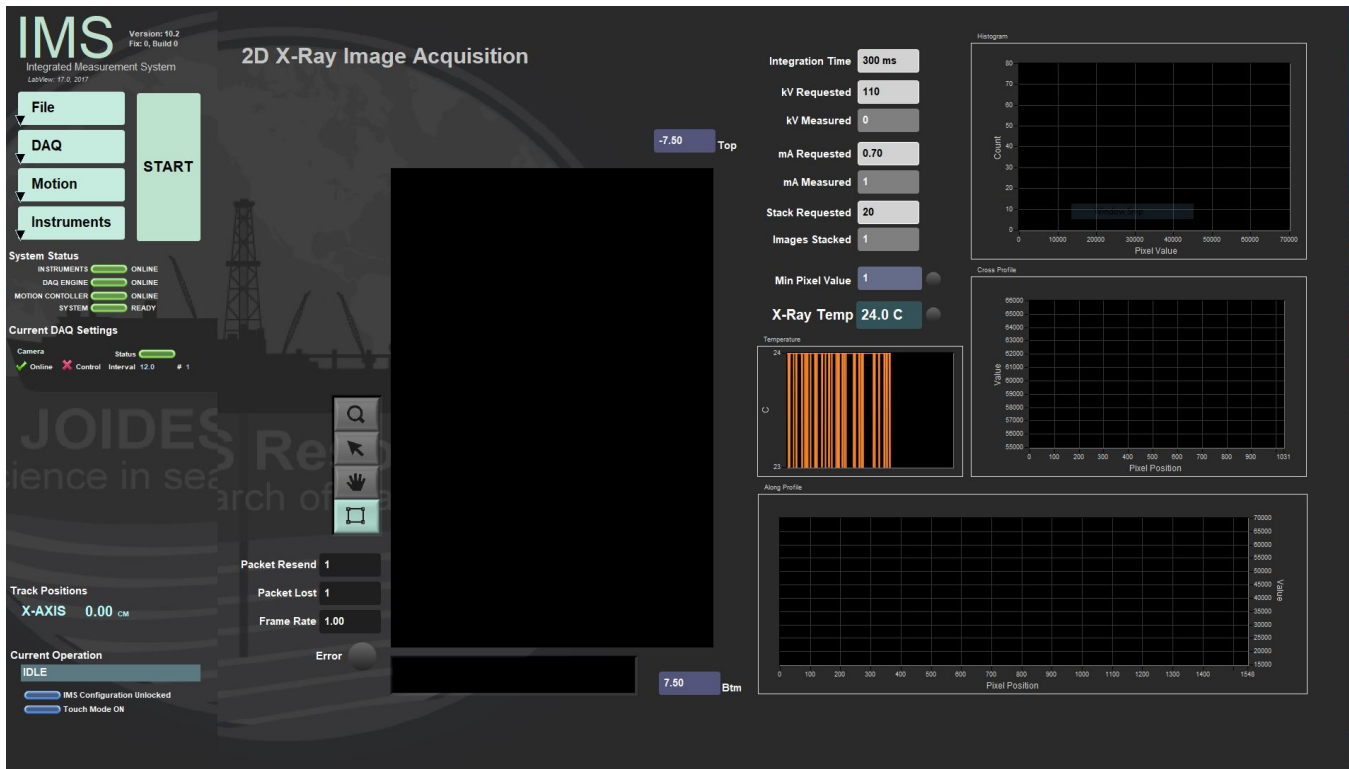 IMS
Version: 10.2
Fix: 0, Build 0
Integrated Measurement System
LabView: 17.0, 2017
File
DAQ
Motion
Instruments
START
System Status
INSTRUMENTS ONLINE
DAQ ENGINE ONLINE
MOTION CONTOLLER ONLINE
SYSTEM READY
Current DAQ Settings
Camera Status
Online Control Interval 12.0 # 1
JOIDES
Track Positions
X-AXIS 0.00 CM
Current Operation
IDLE
IMS Configuration Unlocked
Touch Mode ON
2D X-Ray Image Acquisition
-7.50 Top
Packet Resend 1
Packet Lost 1
Frame Rate 1.00
Error
7.50 Btm
Integration Time 300 ms
kV Requested 110
kV Measured 0
mA Requested 0.70
mA Measured 1
Stack Requested 20
Images Stacked 1
Min Pixel Value 1
X-Ray Temp 24.0 C
Temperature
24
C
23
Histogram
80
70
60
50
40
30
20
10
0
Count
0 10000 20000 30000 40000 50000 60000 70000
Pixel Value
Cross Profile
66000
65000
64000
63000
62000
61000
60000
59000
58000
57000
56000
55000
Value
0 100 200 300 400 500 600 700 800 900 1031
Pixel Position
Along Profile
70000
65000
60000
55000
50000
45000
40000
35000
30000
25000
20000
15000
Value
0 100 200 300 400 500 600 700 800 900 1000 1100 1200 1300 1400 1548
Pixel Position